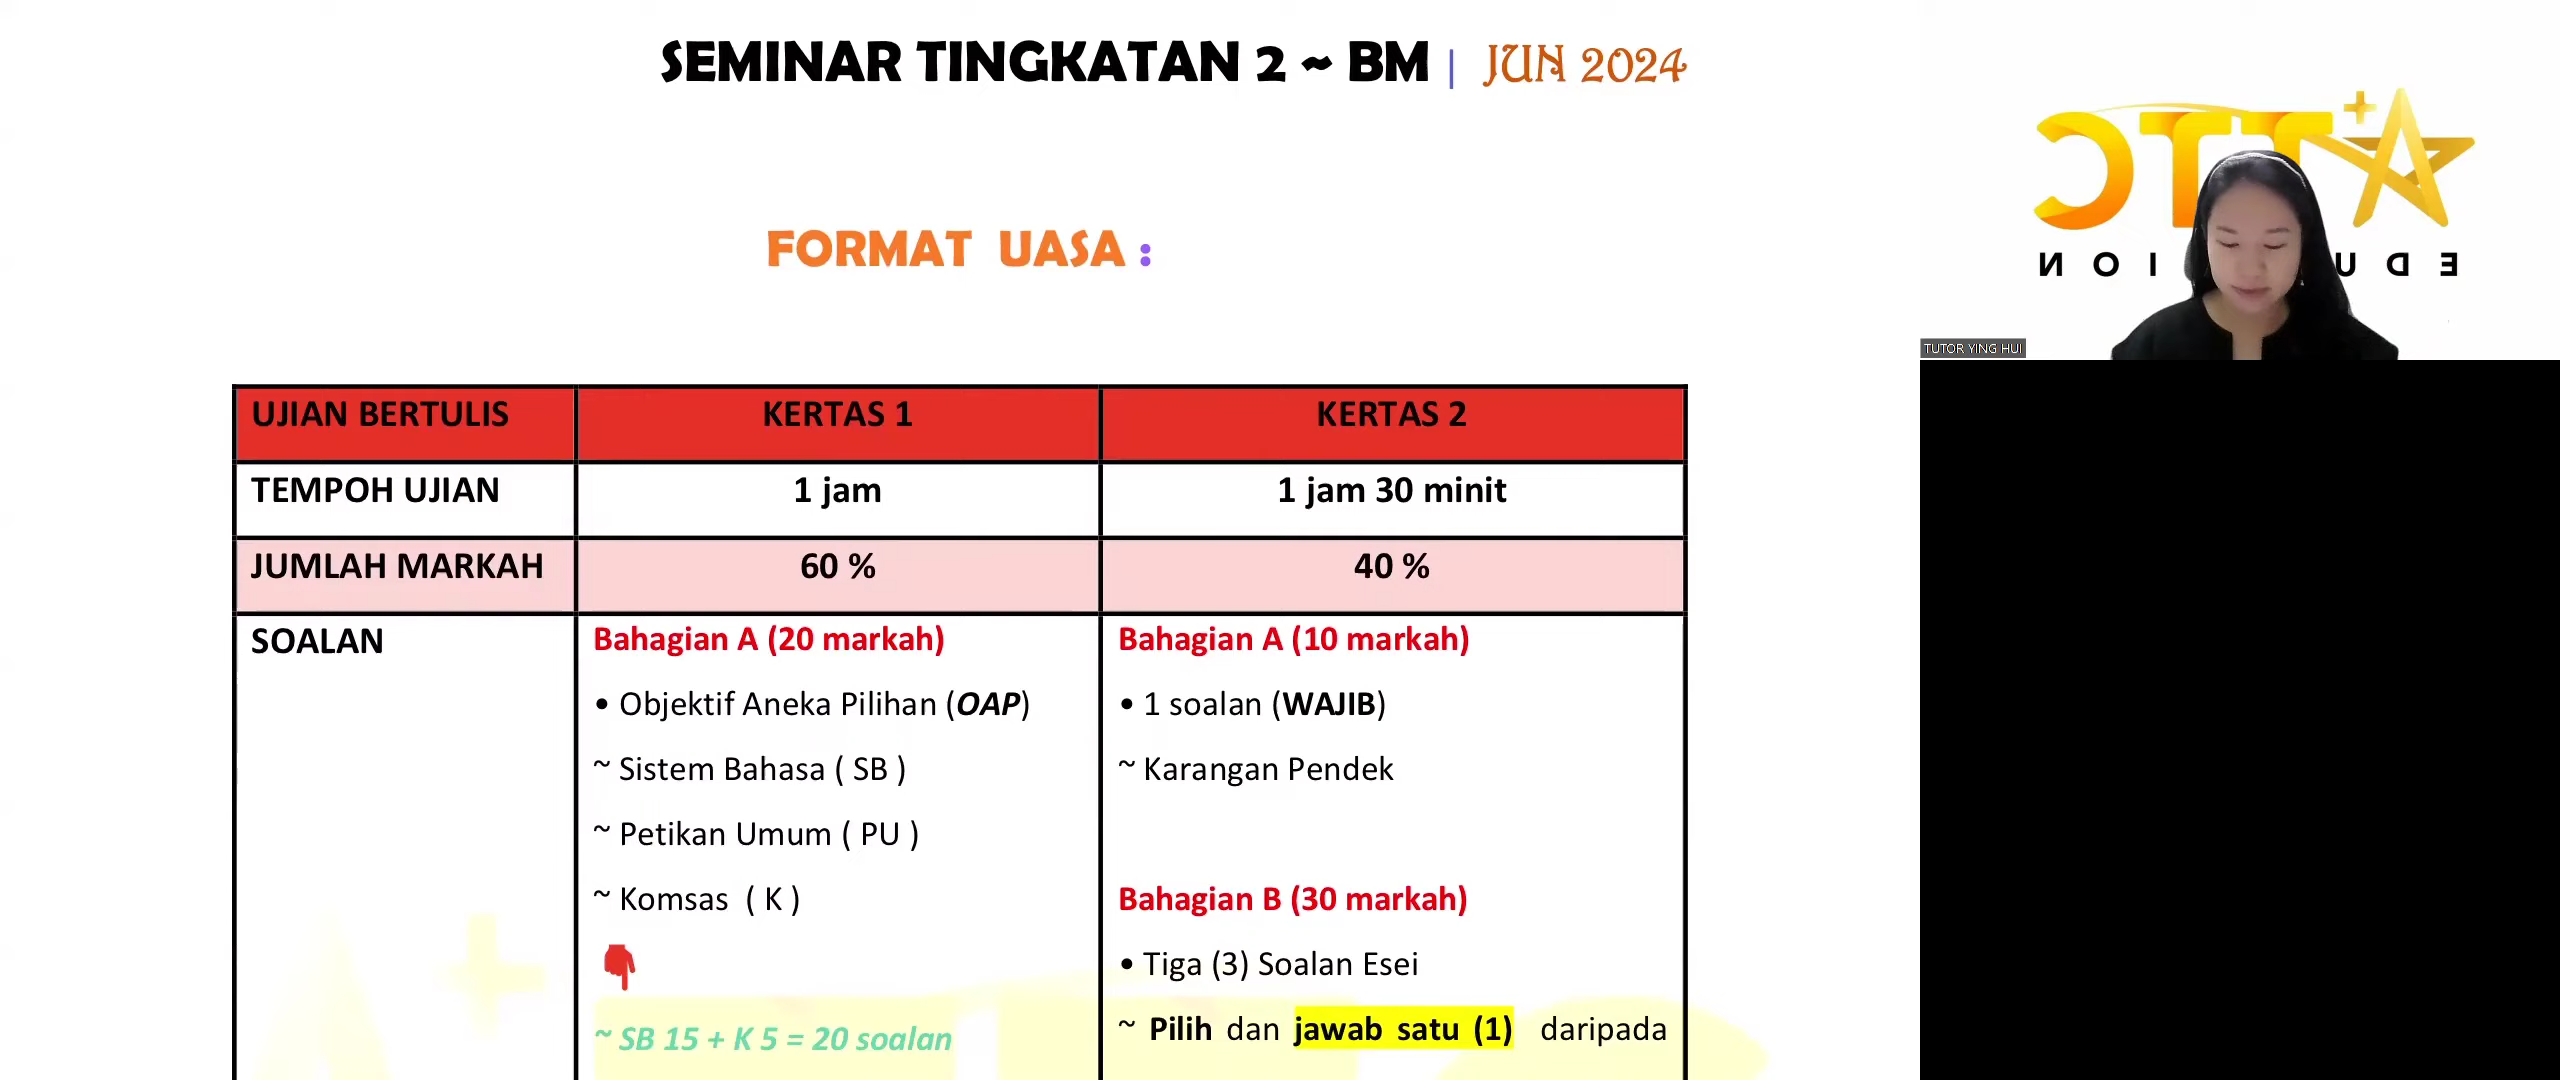 SEMINAR TINGKATAN 2 ~ BM | JUN 2024
FORMAT UASA :
UJIAN BERTULIS
KERTAS 1
KERTAS 2
TEMPOH UJIAN
1 jam
1 jam 30 minit
JUMLAH MARKAH
60 %
40 %
SOALAN
Bahagian A (20 markah)
• Objektif Aneka Pilihan (OAP)
~ Sistem Bahasa ( SB )
~ Petikan Umum ( PU )
~ Komsas ( K )
~ SB 15 + K 5 = 20 soalan
Bahagian A (10 markah)
• 1 soalan (WAJIB)
~ Karangan Pendek
Bahagian B (30 markah)
• Tiga (3) Soalan Esei
~ Pilih dan jawab satu (1) daripada
TUTOR YING HUI